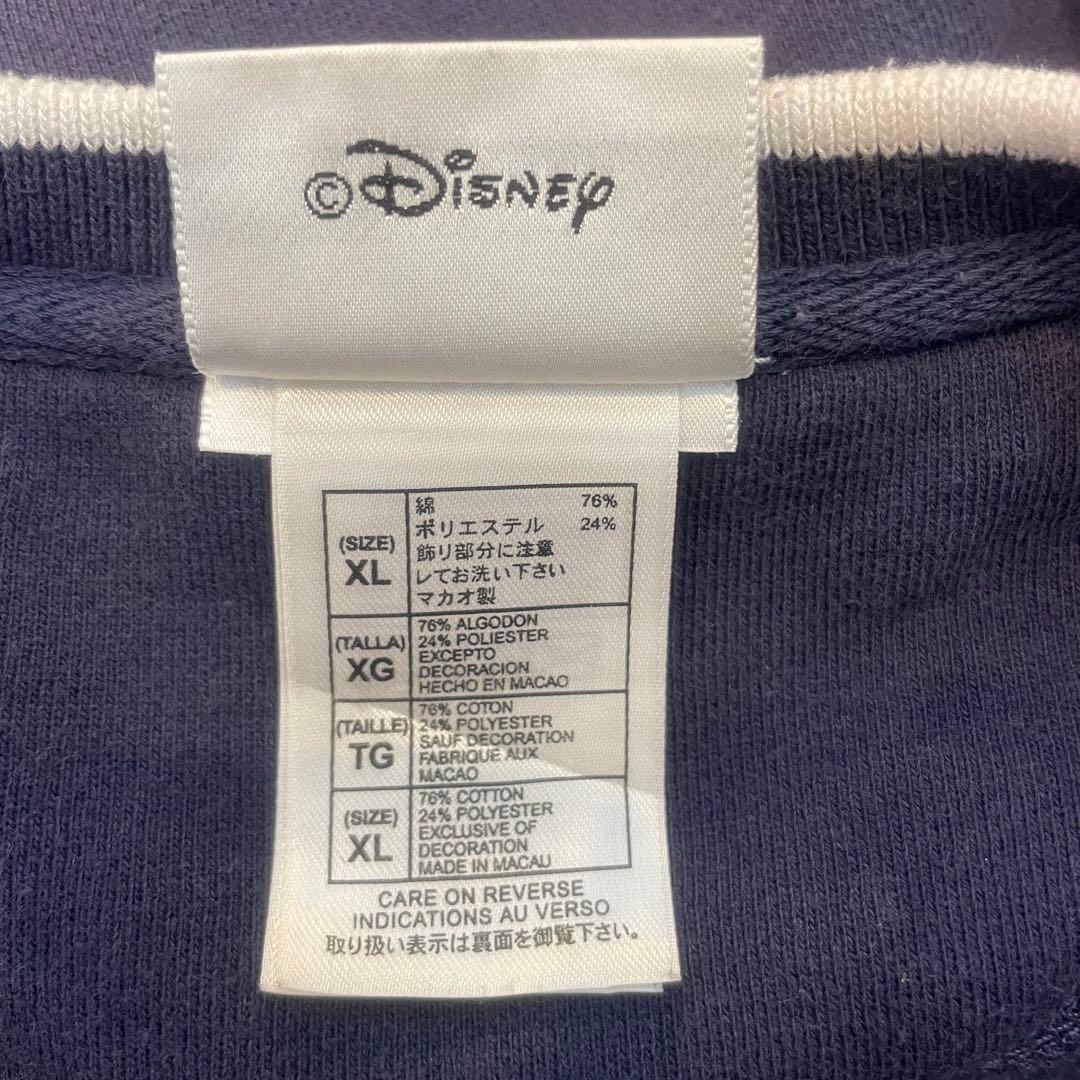 ©Disney
(SIZE)
XL
綿 76%
ポリエステル 24%
飾り部分に注意
してお洗い下さい
マカオ製
(TALLA)
XG
76% ALGODON
24% POLIESTER
EXCEPTO
DECORACION
HECHO EN MACAO
(TAILLE)
TG
76% COTON
24% POLYESTER
SAUF DECORATION
FABRIQUE AUX
MACAO
(SIZE)
XL
76% COTTON
24% POLYESTER
EXCLUSIVE OF
DECORATION
MADE IN MACAU
CARE ON REVERSE
INDICATIONS AU VERSO
取り扱い表示は裏面を御覧下さい。